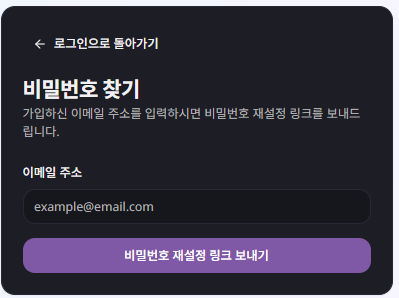 ← 로그인으로 돌아가기
비밀번호 찾기
가입하신 이메일 주소를 입력하시면 비밀번호 재설정 링크를 보내드
립니다.
이메일 주소
example@email.com
비밀번호 재설정 링크 보내기